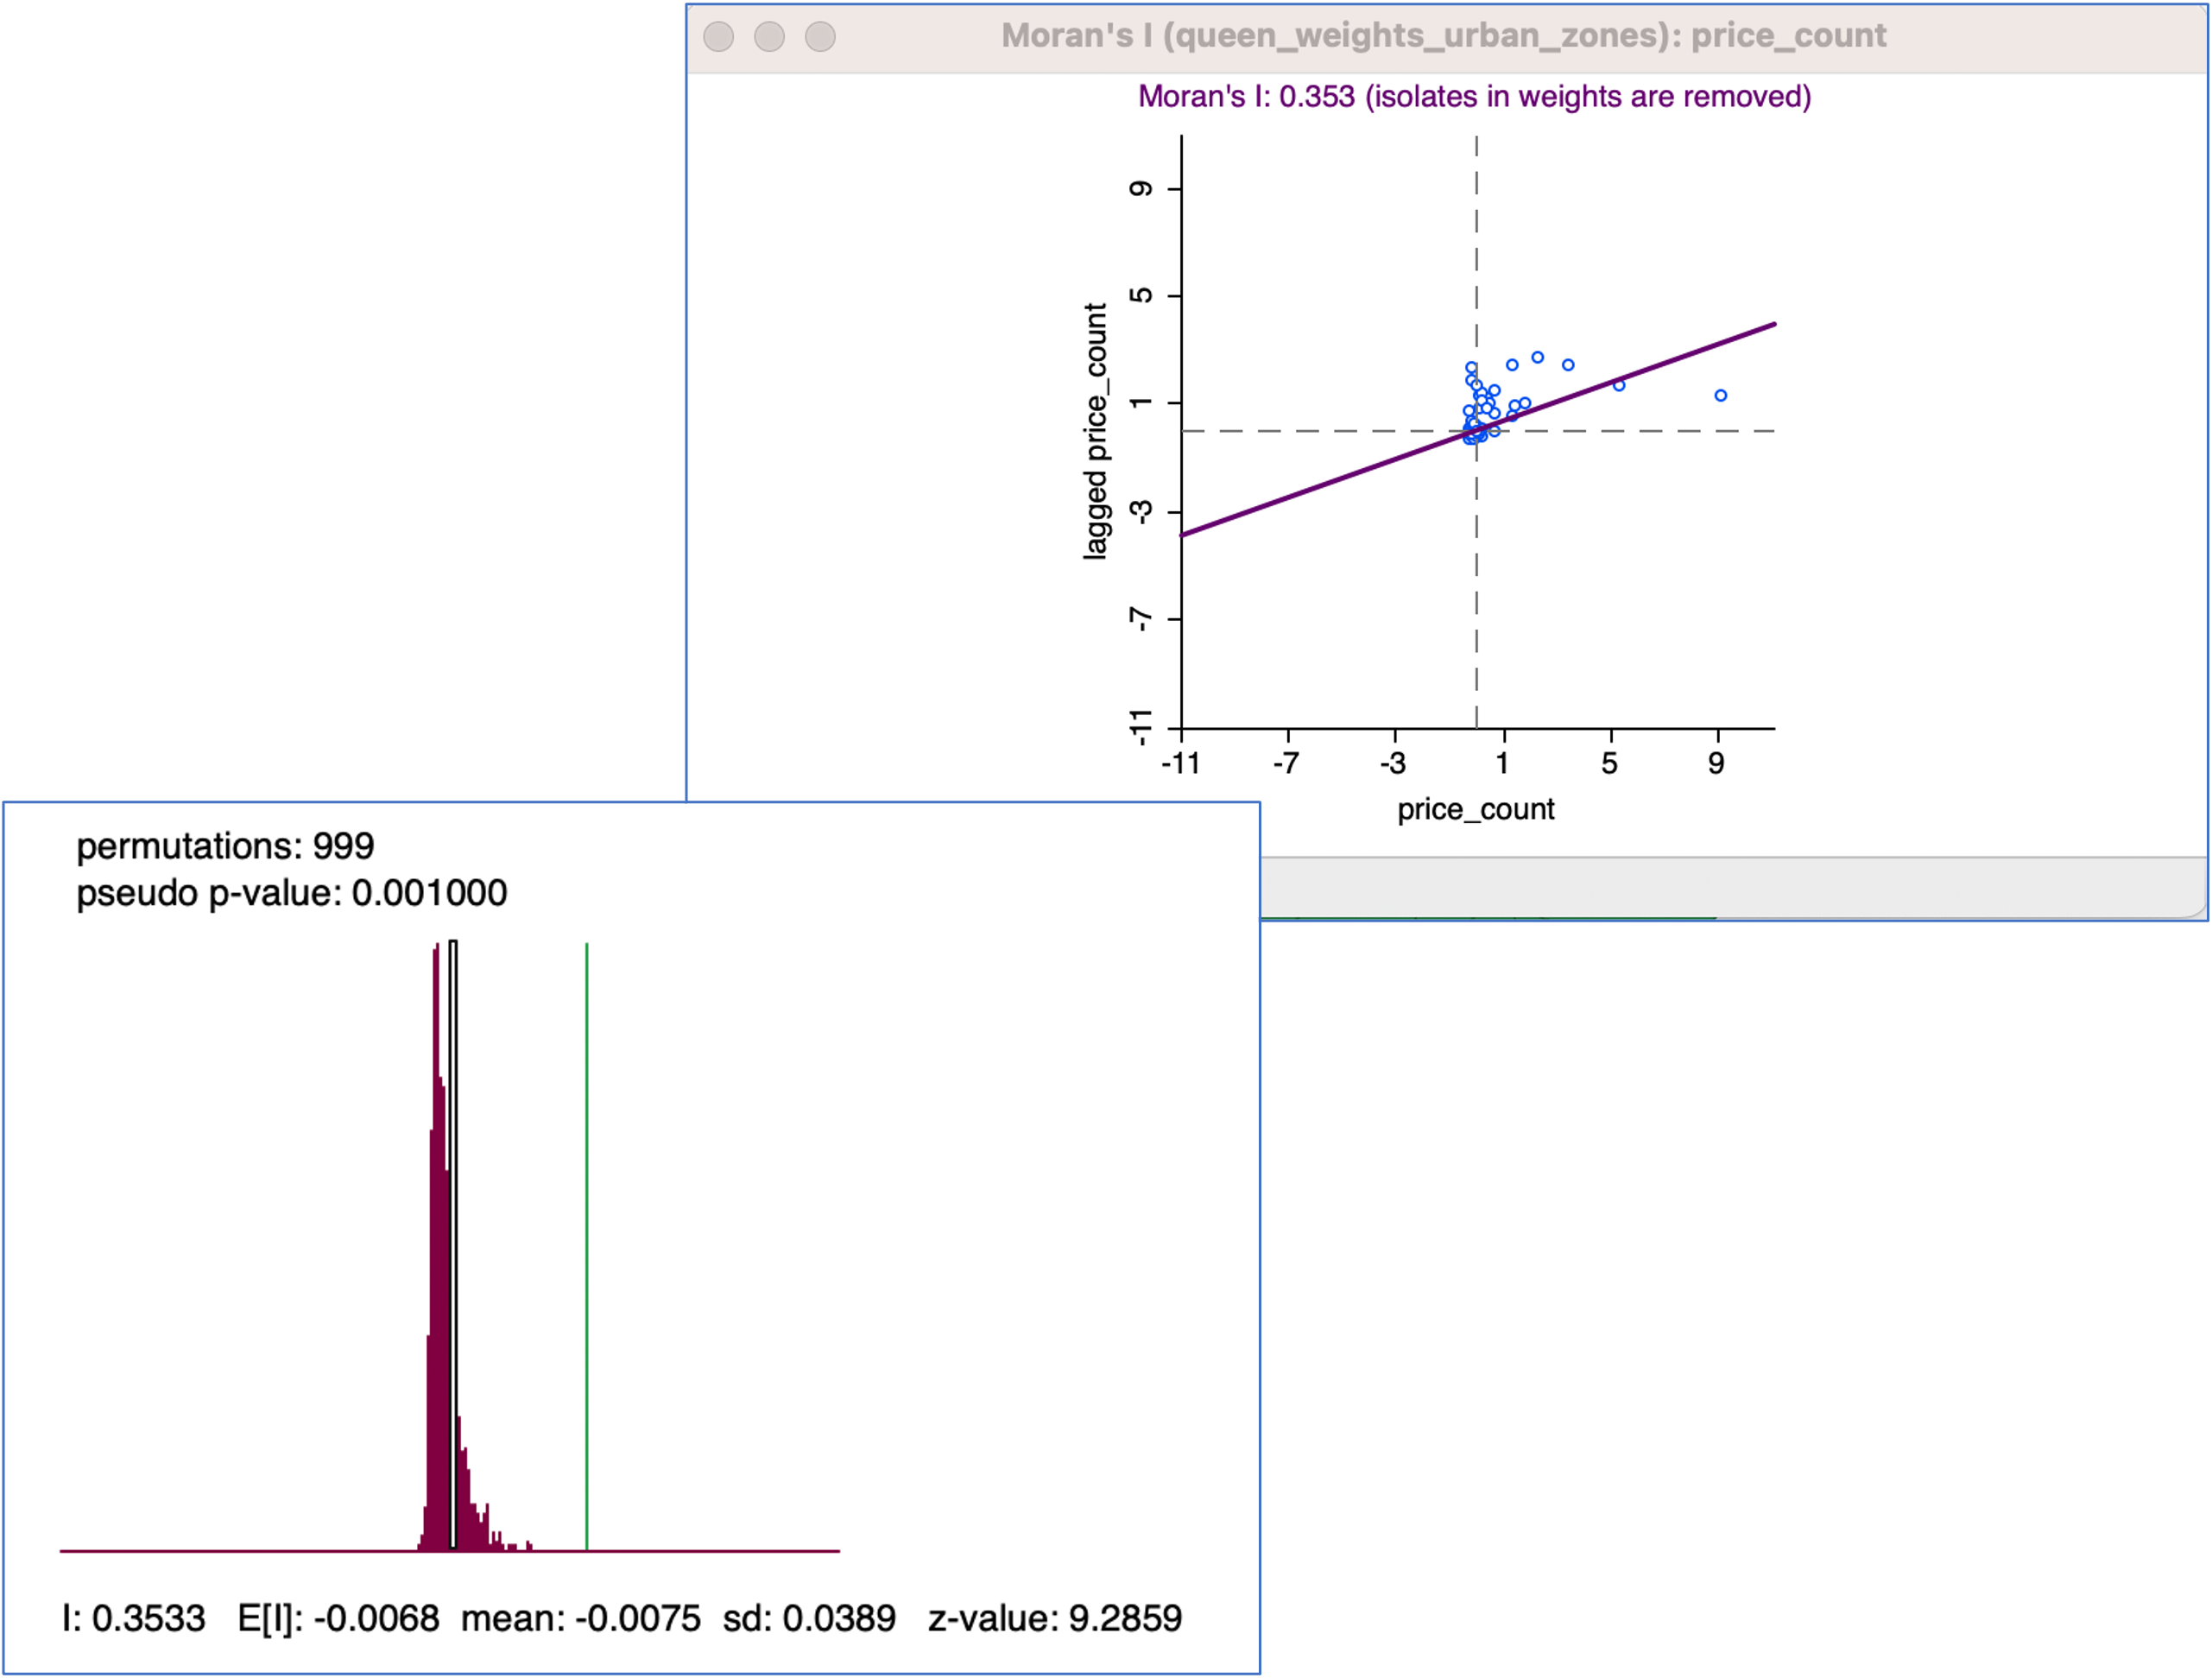 Moran's I (queen_weights_urban_zones): price_count
Moran's I: 0.353 (isolates in weights are removed)
9
5
1
-3
-7
-11
lagged price_count
-11 -7 -3 1 5 9
price_count
permutations: 999
pseudo p-value: 0.001000
I: 0.3533 E[I]: -0.0068 mean: -0.0075 sd: 0.0389 z-value: 9.2859